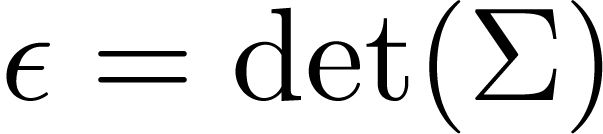 ϵ = det(Σ)